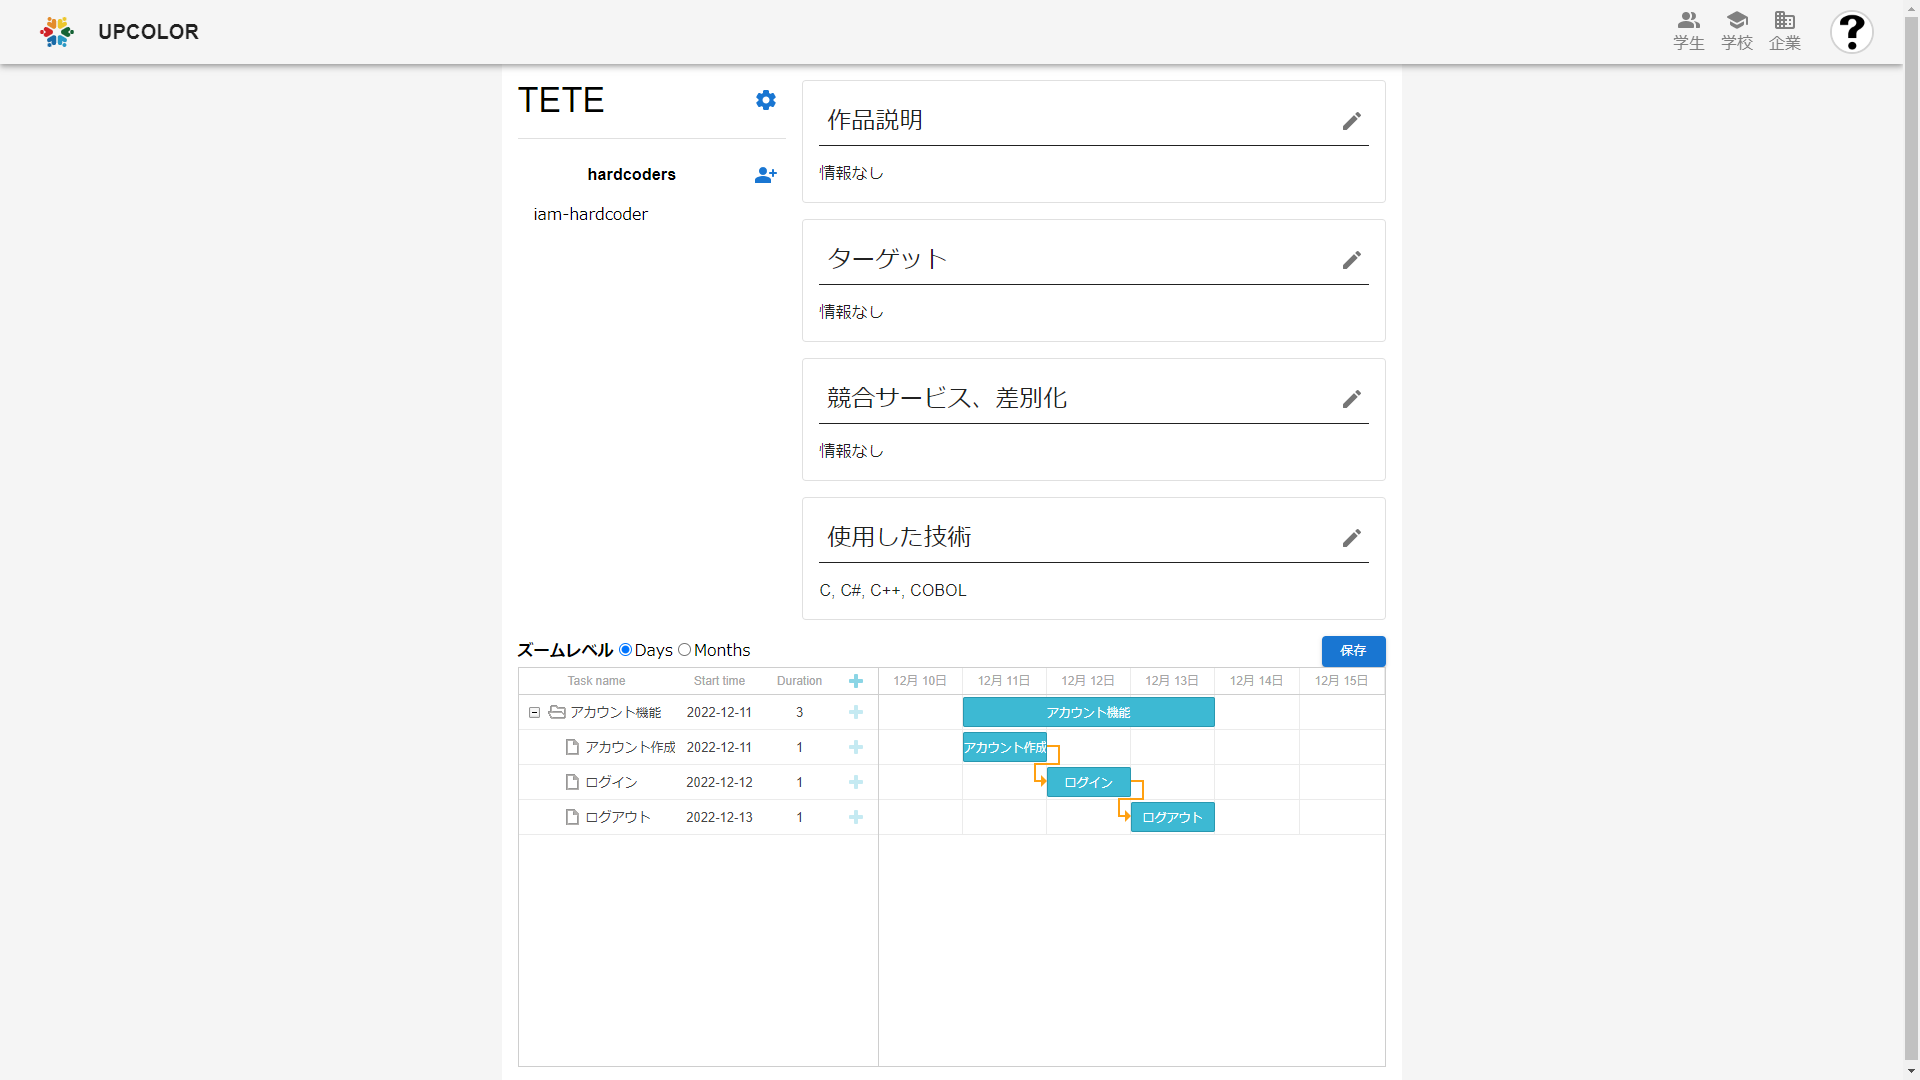 UPCOLOR
学生 学校 企業
TETE
hardcoders
iam-hardcoder
作品説明
情報なし
ターゲット
情報なし
競合サービス、差別化
情報なし
使用した技術
C, C#, C++, COBOL
ズームレベル Days Months
保存
Task name Start time Duration 12月 10日 12月 11日 12月 12日 12月 13日 12月 14日 12月 15日
アカウント機能 2022-12-11 3 アカウント機能
アカウント作成 2022-12-11 1 アカウント作成
ログイン 2022-12-12 1 ログイン
ログアウト 2022-12-13 1 ログアウト